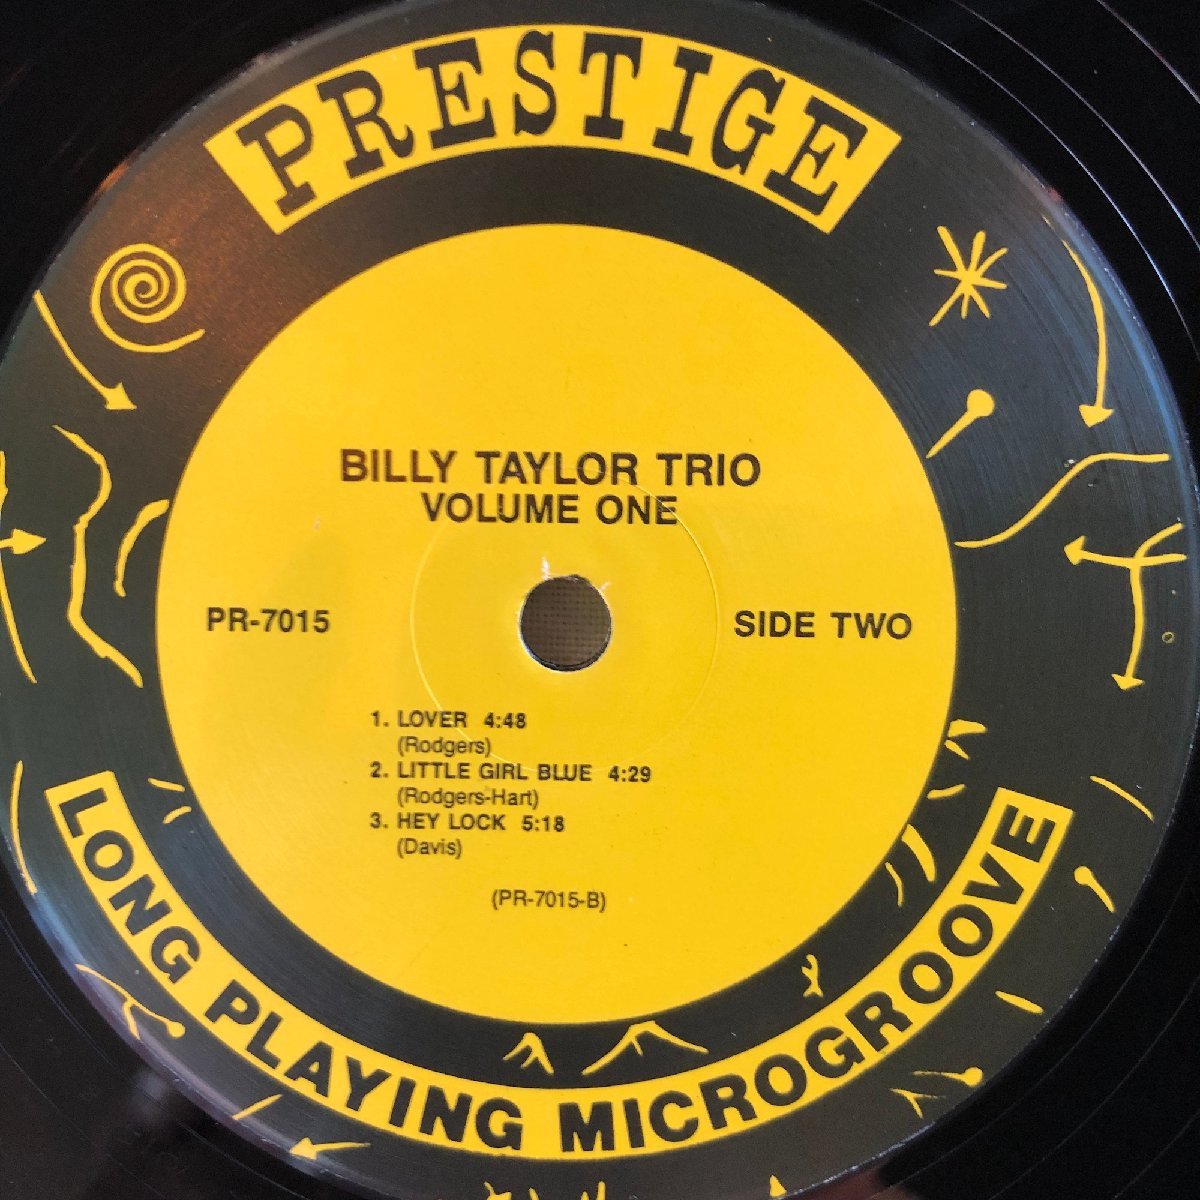 PRESTIGE
BILLY TAYLOR TRIO
VOLUME ONE
PR-7015
SIDE TWO
1. LOVER 4:48
(Rodgers)
2. LITTLE GIRL BLUE 4:29
(Rodgers-Hart)
3. HEY LOCK 5:18
(Davis)
(PR-7015-B)
LONG PLAYING MICROGROOVE